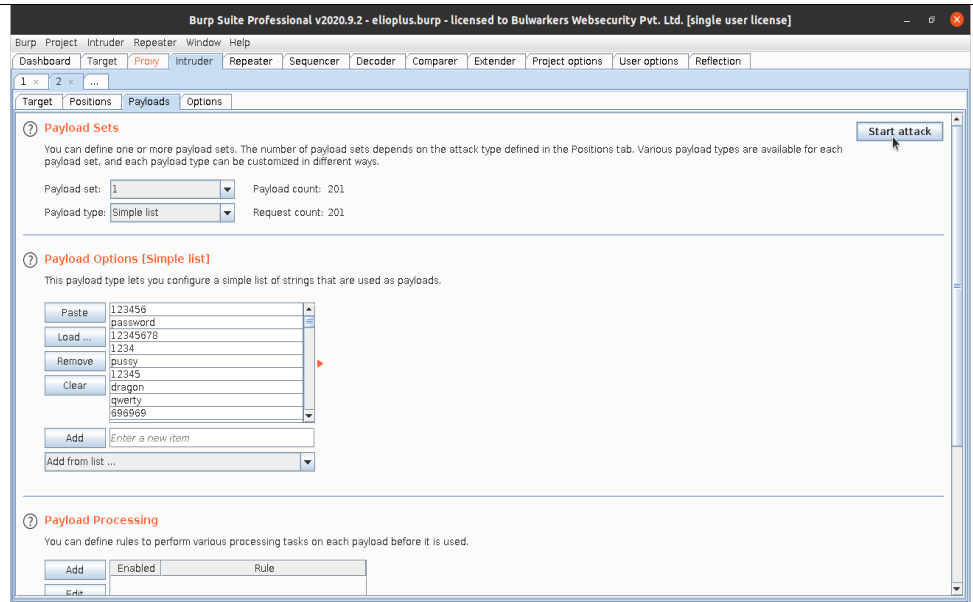 Burp Suite Professional v2020.9.2 - elioplus.burp - licensed to Bulwarkers Websecurity Pvt. Ltd. [single user license]
Burp Project Intruder Repeater Window Help
Dashboard Target Proxy Intruder Repeater Sequencer Decoder Comparer Extender Project options User options Reflection
1 × 2 × ...
Target Positions Payloads Options
? Payload Sets
Start attack
You can define one or more payload sets. The number of payload sets depends on the attack type defined in the Positions tab. Various payload types are available for each
payload set, and each payload type can be customized in different ways.
Payload set: 1 Payload count: 201
Payload type: Simple list Request count: 201
? Payload Options [Simple list]
This payload type lets you configure a simple list of strings that are used as payloads.
Paste
Load ...
Remove
Clear
123456
password
12345678
1234
pussy
12345
dragon
qwerty
696969
Add Enter a new item
Add from list ...
? Payload Processing
You can define rules to perform various processing tasks on each payload before it is used.
Add Enabled Rule
Edit